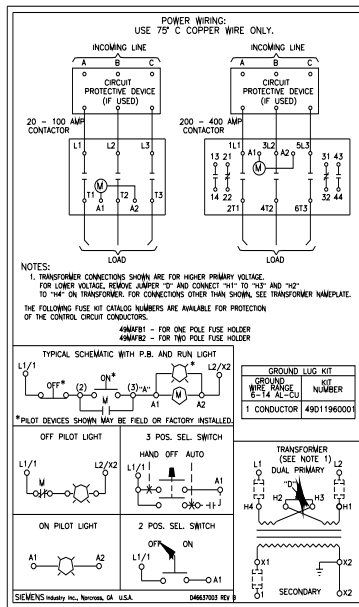 POWER WIRING:
USE 75° C COPPER WIRE ONLY.
INCOMING LINE
A B C
CIRCUIT
PROTECTIVE DEVICE
(IF USED)
20 - 100 AMP
CONTACTOR
L1 L2 L3
M
T1 T2 T3
A1 A2
LOAD
INCOMING LINE
A B C
CIRCUIT
PROTECTIVE DEVICE
(IF USED)
200 - 400 AMP
CONTACTOR
1L1 3L2 5L3
13 21 A1 A2 31 43
M
14 22 32 44
2T1 4T2 6T3
LOAD
NOTES:
1. TRANSFORMER CONNECTIONS SHOWN ARE FOR HIGHER PRIMARY VOLTAGE.
FOR LOWER VOLTAGE, REMOVE JUMPER "D" AND CONNECT "H1" TO "H3" AND "H2"
TO "H4" ON TRANSFORMER. FOR CONNECTIONS OTHER THAN SHOWN, SEE TRANSFORMER NAMEPLATE.
THE FOLLOWING FUSE KIT CATALOG NUMBERS ARE AVAILABLE FOR PROTECTION
OF THE CONTROL CIRCUIT CONDUCTORS.
49MAFB1 - FOR ONE POLE FUSE HOLDER
49MAFB2 - FOR TWO POLE FUSE HOLDER
TYPICAL SCHEMATIC WITH P.B. AND RUN LIGHT
L1/1 L2/X2
OFF* (2) ON* (3)"A" *
M A1 M A2
*PILOT DEVICES SHOWN MAY BE FIELD OR FACTORY INSTALLED.
GROUND LUG KIT
GROUND WIRE RANGE 6-14 AL-CU
KIT NUMBER
1 CONDUCTOR 49D11960001
OFF PILOT LIGHT
L1/1 L2/X2
M
3 POS. SEL. SWITCH
HAND OFF AUTO
L1/1 A1
TRANSFORMER
(SEE NOTE 1)
L1 DUAL PRIMARY L2
"D"
H2 H3
H4 H1
X2
X1 SECONDARY X2
ON PILOT LIGHT
A1 A2
2 POS. SEL. SWITCH
OFF ON
L1/1
A1
SIEMENS Industry Inc., Norcross, GA U.S.A. D46637003 REV B